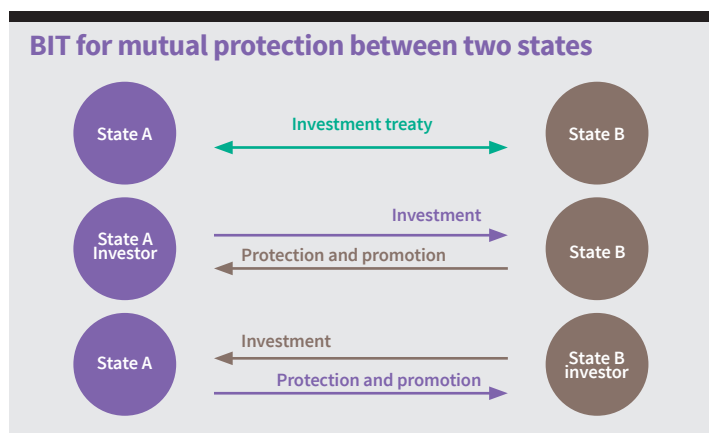 BIT for mutual protection between two states
State A
Investment treaty
State B
State A
Investor
Investment
Protection and promotion
State B
State A
Investment
Protection and promotion
State B
investor